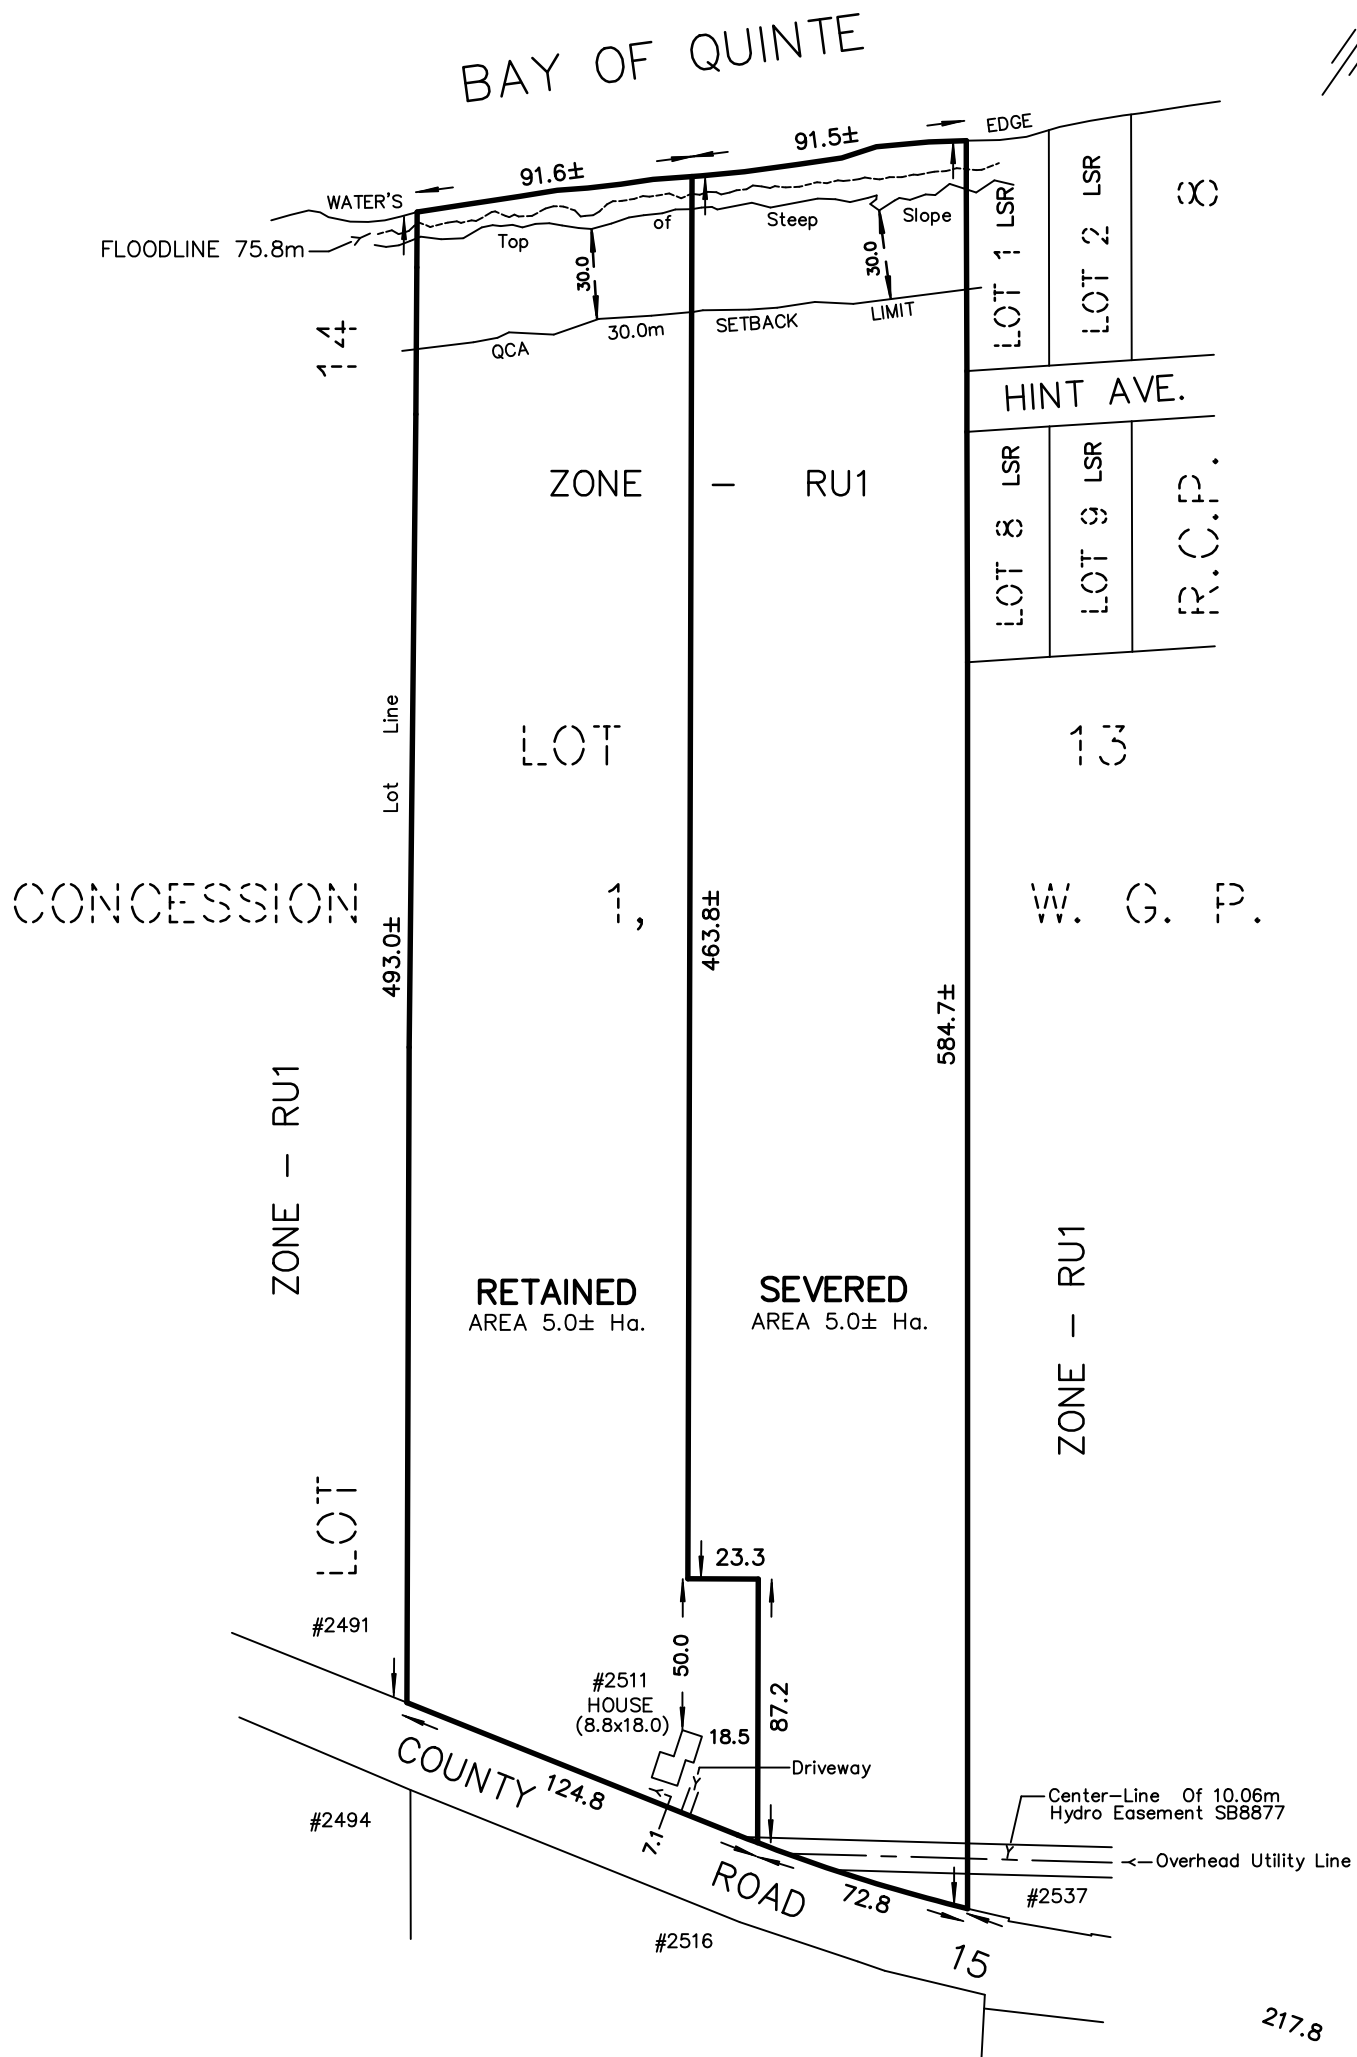 BAY OF QUINTE
91.6±
91.5±
WATER'S
EDGE
FLOODLINE 75.8m
Top
of
Steep
Slope
30.0
30.0
QCA
30.0m
SETBACK
LIMIT
14
LOT 1 LSR
LOT 2 LSR
8
HINT AVE.
ZONE - RU1
LOT 8 LSR
LOT 9 LSR
R.C.P.
Lot Line
LOT
13
CONCESSION
1,
W. G. P.
493.0±
463.8±
584.7±
ZONE - RU1
RETAINED
AREA 5.0± Ha.
SEVERED
AREA 5.0± Ha.
ZONE - RU1
LOT
23.3
#2491
50.0
87.2
#2511
HOUSE
(8.8x18.0)
18.5
Driveway
COUNTY
124.8
7.1
Center-Line Of 10.06m
Hydro Easement SB8877
#2494
Overhead Utility Line
ROAD
72.8
#2537
#2516
15
217.8